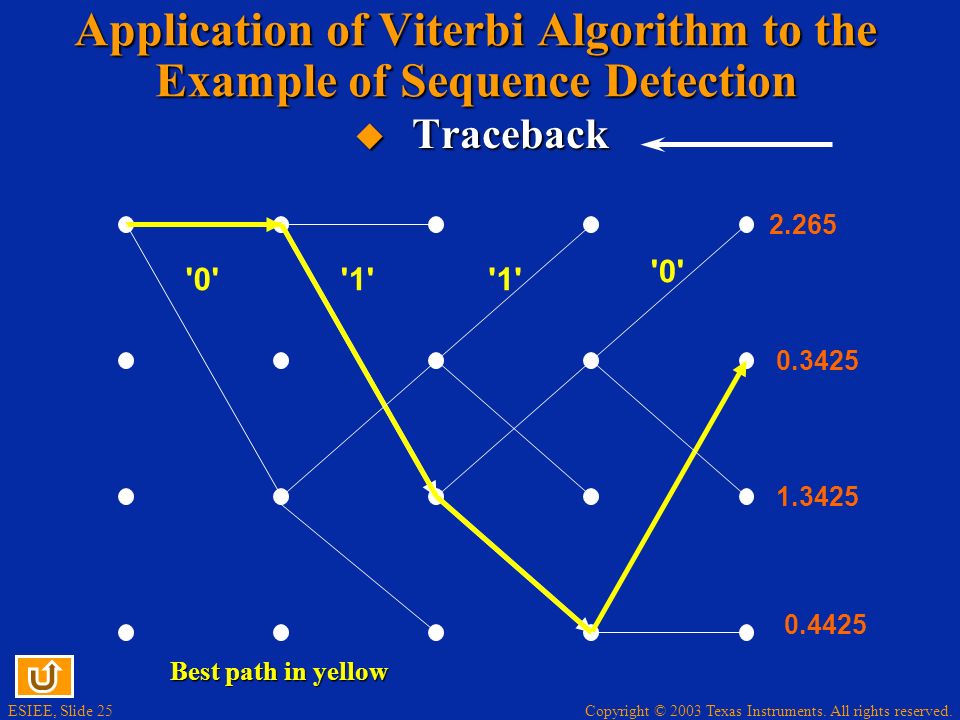 Application of Viterbi Algorithm to the
Example of Sequence Detection
Traceback
2.265
'0' '1' '1' '0'
0.3425
1.3425
0.4425
Best path in yellow
ESIEE, Slide 25
Copyright © 2003 Texas Instruments. All rights reserved.